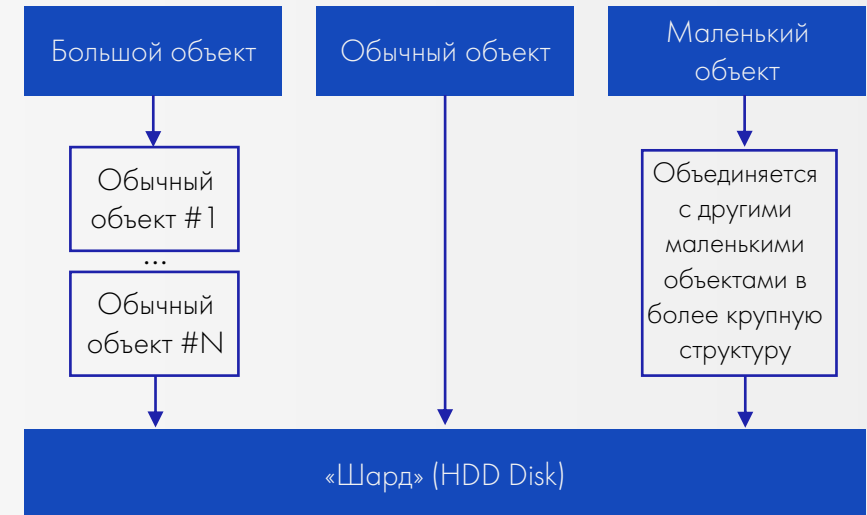 Большой объект
Обычный
объект #1
...
Обычный
объект #N
Обычный объект
Маленький
объект
Объединяется
с другими
маленькими
объектами в
более крупную
структуру
«Шард» (HDD Disk)